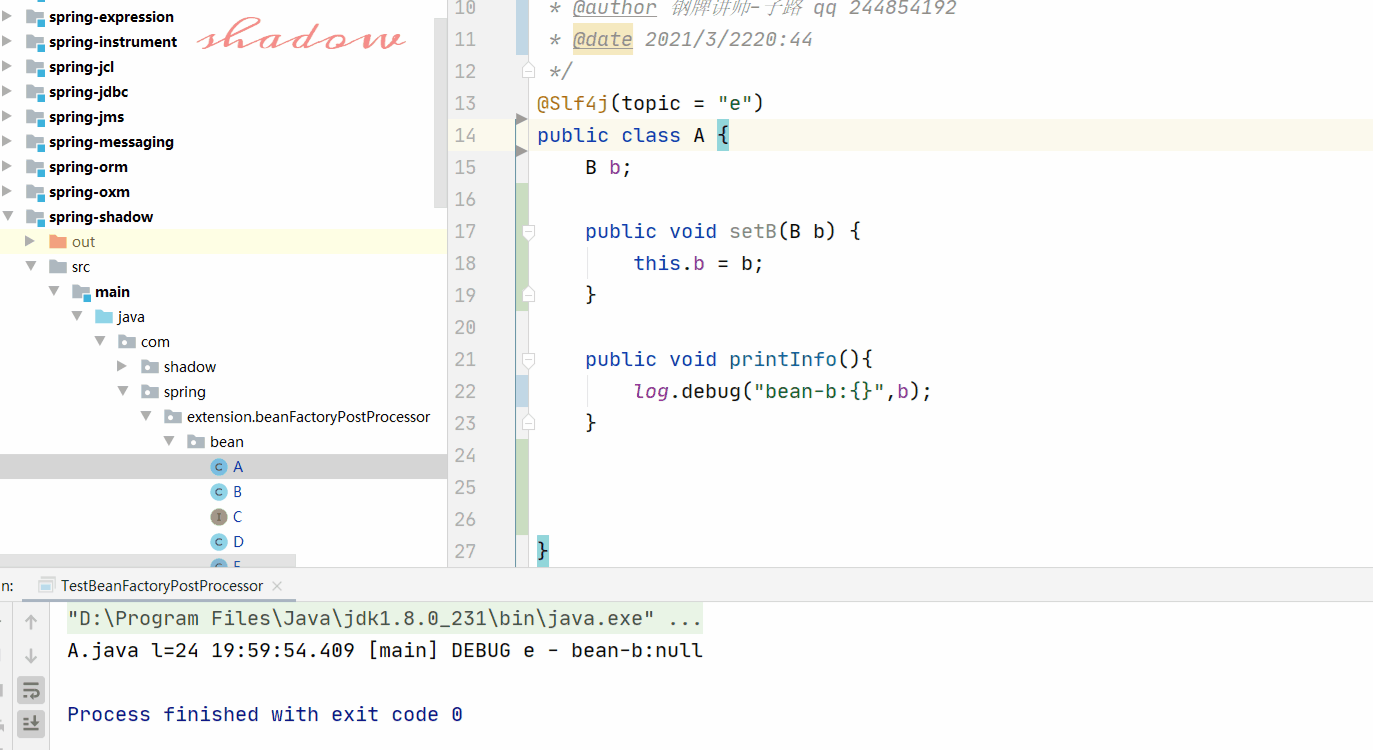 spring-expression
spring-instrument
shadow
spring-jcl
spring-jdbc
spring-jms
spring-messaging
spring-orm
spring-oxm
spring-shadow
out
src
main
java
com
shadow
spring
extension.beanFactoryPostProcessor
bean
A
B
C
D
10 * @author 钢牌讲师-子路 qq 244854192
11 * @date 2021/3/2220:44
12 */
13 @Slf4j(topic = "e")
14 public class A {
15 B b;
16
17 public void setB(B b) {
18 this.b = b;
19 }
20
21 public void printInfo(){
22 log.debug("bean-b:{}",b);
23 }
24
25
26
27 }
n: TestBeanFactoryPostProcessor
"D:\Program Files\Java\jdk1.8.0_231\bin\java.exe" ...
A.java l=24 19:59:54.409 [main] DEBUG e - bean-b:null
Process finished with exit code 0